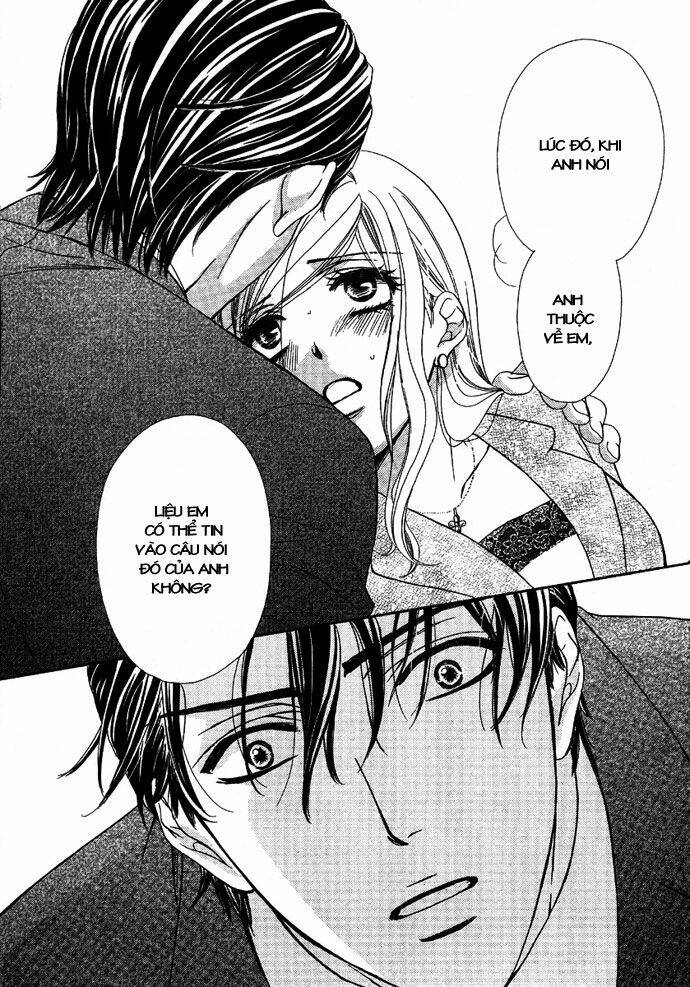 LÚC ĐÓ, KHI
ANH NÓI
ANH
THUỘC
VỀ EM,
LIỆU EM
CÓ THỂ TIN
VÀO CÂU NÓI
ĐÓ CỦA ANH
KHÔNG?